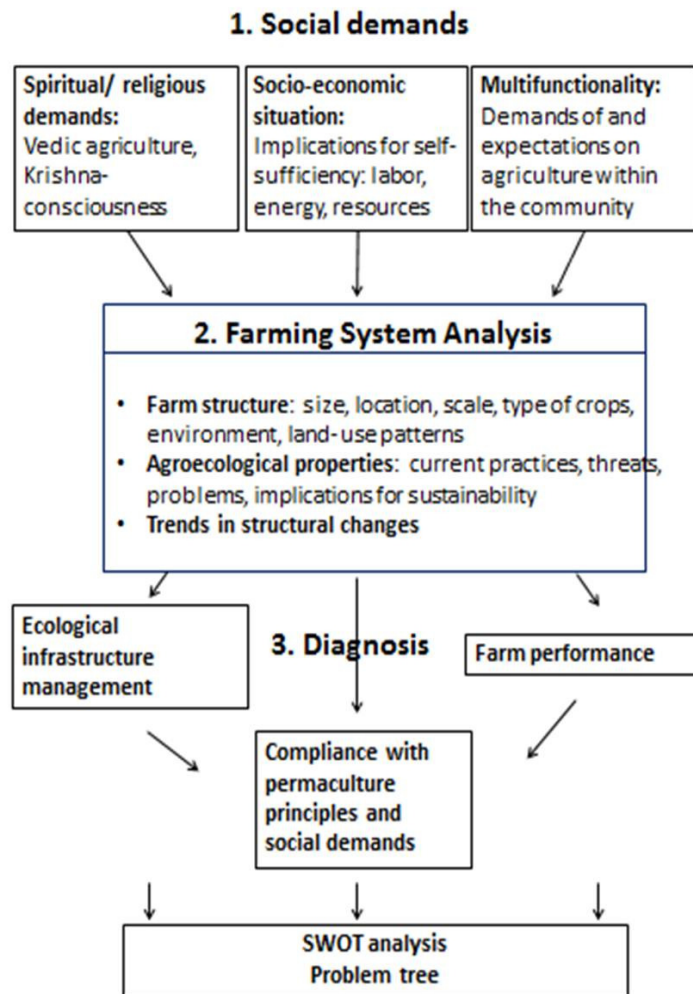 1. Social demands
Spiritual/ religious
demands:
Vedic agriculture,
Krishna-
consciousness
Socio-economic
situation:
Implications for self-
sufficiency: labor,
energy, resources
Multifunctionality:
Demands of and
expectations on
agriculture within
the community
2. Farming System Analysis
• Farm structure: size, location, scale, type of crops,
environment, land-use patterns
• Agroecological properties: current practices, threats,
problems, implications for sustainability
• Trends in structural changes
Ecological
infrastructure
management
3. Diagnosis
Farm performance
Compliance with
permaculture
principles and
social demands
SWOT analysis
Problem tree